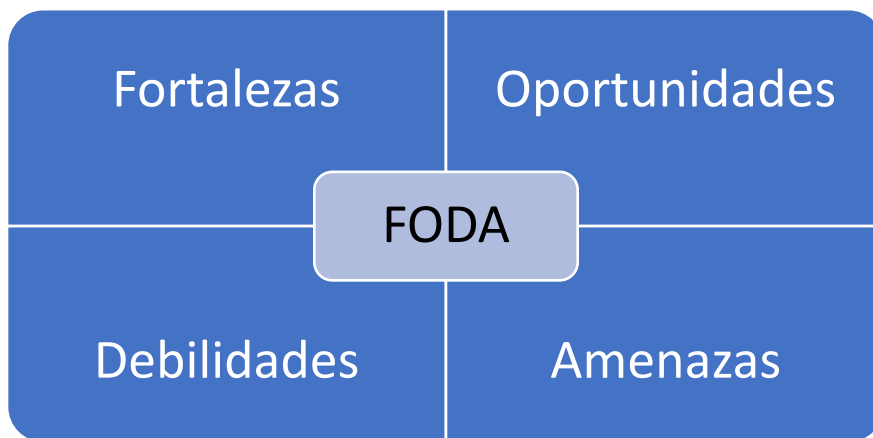 Fortalezas
Oportunidades
FODA
Debilidades
Amenazas